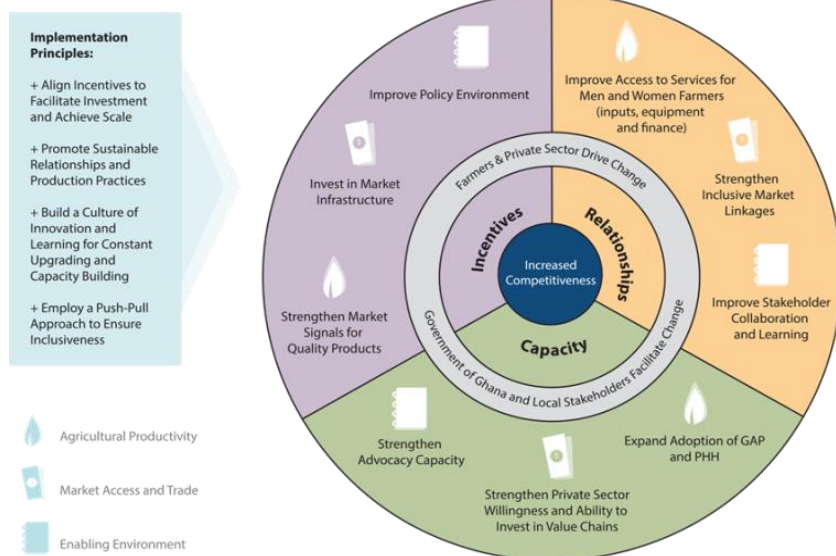 Implementation
Principles:
+ Align Incentives to
Facilitate Investment
and Achieve Scale
+ Promote Sustainable
Relationships and
Production Practices
+ Build a Culture of
Innovation and
Learning for Constant
Upgrading and
Capacity Building
+ Employ a Push-Pull
Approach to Ensure
Inclusiveness
Agricultural Productivity
Market Access and Trade
Enabling Environment
Improve Policy Environment
Invest in Market
Infrastructure
Strengthen Market
Signals for
Quality Products
Improve Access to Services for
Men and Women Farmers
(inputs, equipment
and finance)
Strengthen
Inclusive Market
Linkages
Improve Stakeholder
Collaboration
and Learning
Farmers & Private Sector Drive Change
Incentives
Relationships
Increased
Competitiveness
Capacity
Government of Ghana and Local Stakeholders Facilitate Change
Strengthen
Advocacy Capacity
Strengthen Private Sector
Willingness and Ability to
Invest in Value Chains
Expand Adoption of GAP
and PHH